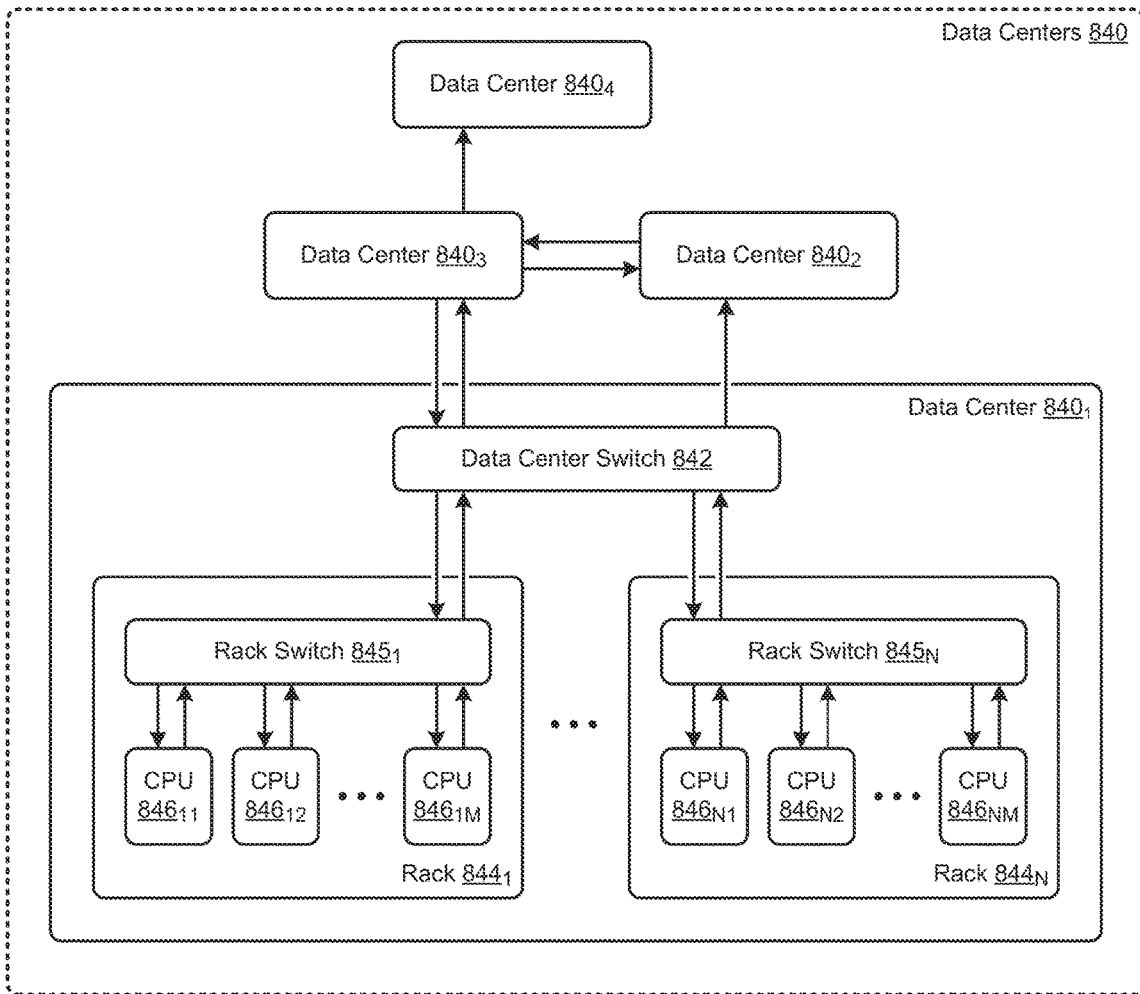 Data Centers 840
Data Center 840₄
Data Center 840₃
Data Center 840₂
Data Center 840₁
Data Center Switch 842
Rack Switch 845₁
Rack Switch 845N
CPU
846₁₁
CPU
846₁₂
• • •
CPU
846₁M
• • •
CPU
846N₁
CPU
846N₂
• • •
CPU
846NM
Rack 844₁
Rack 844N